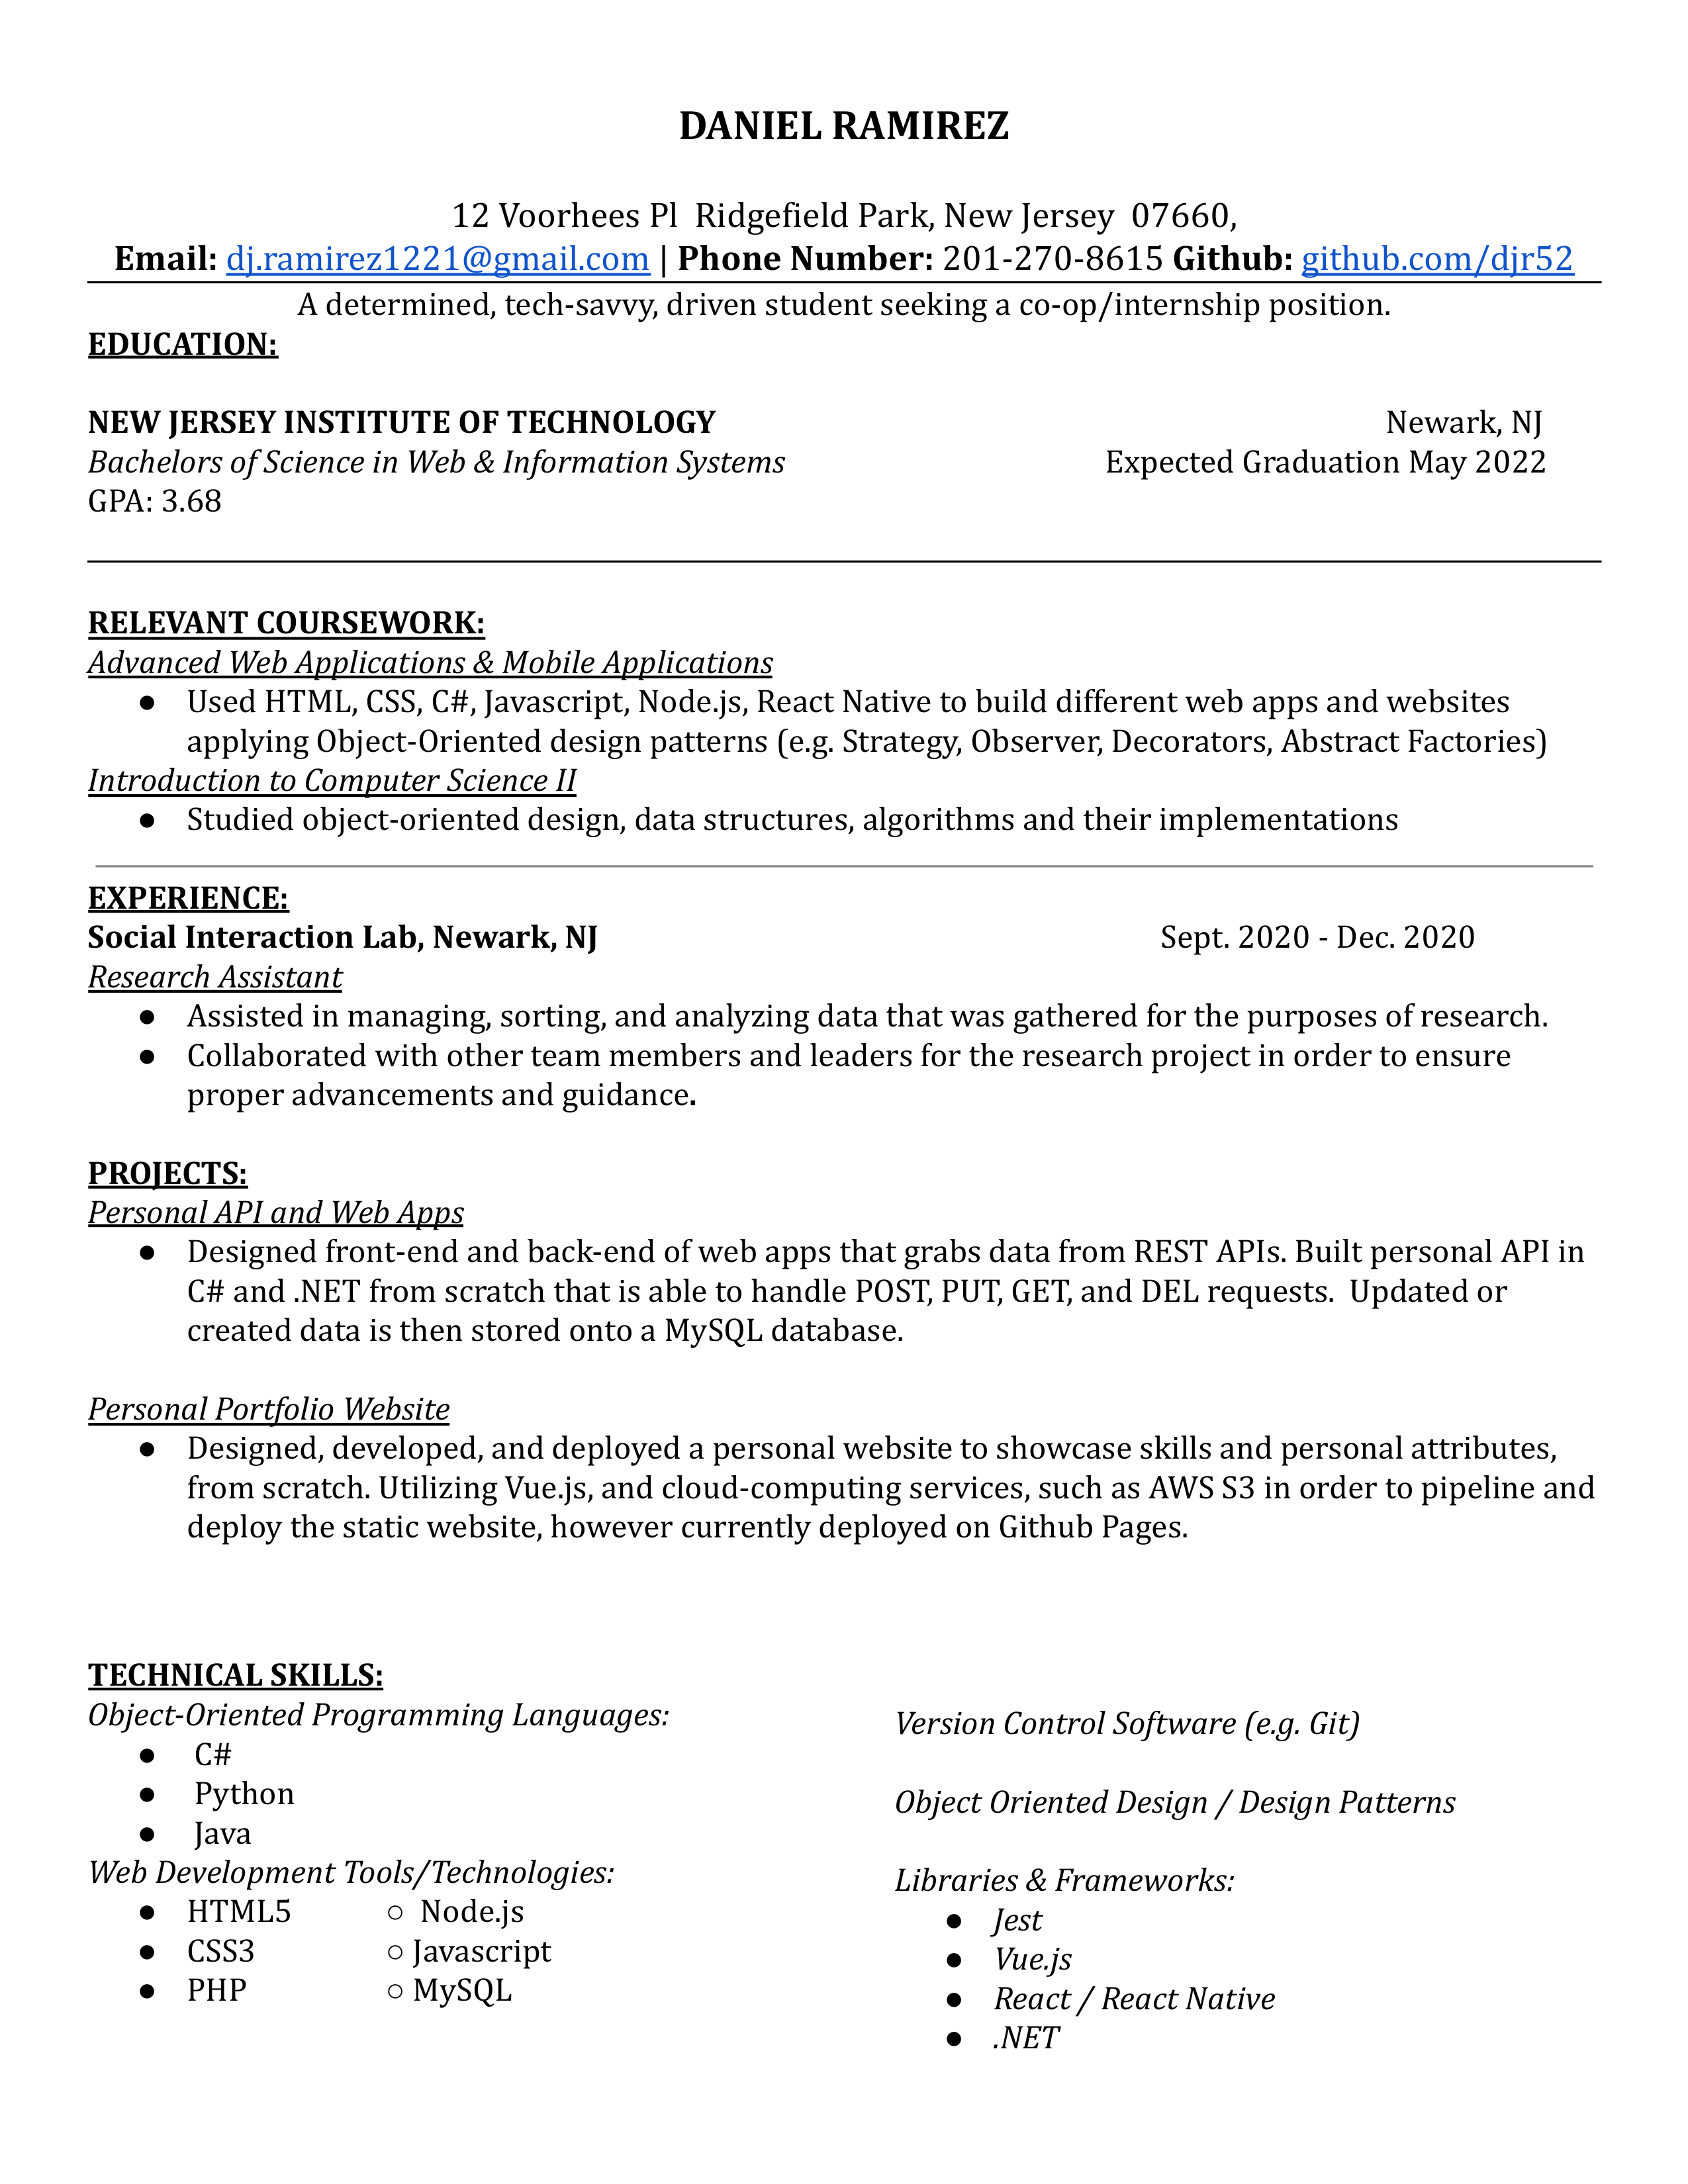 DANIEL RAMIREZ
12 Voorhees Pl  Ridgefield Park, New Jersey  07660,
Email: dj.ramirez1221@gmail.com | Phone Number: 201-270-8615 Github: github.com/djr52
A determined, tech-savvy, driven student seeking a co-op/internship position.
EDUCATION:
NEW JERSEY INSTITUTE OF TECHNOLOGY Newark, NJ
Bachelors of Science in Web & Information Systems Expected Graduation May 2022
GPA: 3.68
RELEVANT COURSEWORK:
Advanced Web Applications & Mobile Applications
● Used HTML, CSS, C#, Javascript, Node.js, React Native to build different web apps and websites
applying Object-Oriented design patterns (e.g. Strategy, Observer, Decorators, Abstract Factories)
Introduction to Computer Science II
● Studied object-oriented design, data structures, algorithms and their implementations
EXPERIENCE:
Social Interaction Lab, Newark, NJ Sept. 2020 - Dec. 2020
Research Assistant
● Assisted in managing, sorting, and analyzing data that was gathered for the purposes of research.
● Collaborated with other team members and leaders for the research project in order to ensure
proper advancements and guidance.
PROJECTS:
Personal API and Web Apps
● Designed front-end and back-end of web apps that grabs data from REST APIs. Built personal API in
C# and .NET from scratch that is able to handle POST, PUT, GET, and DEL requests.  Updated or
created data is then stored onto a MySQL database.
Personal Portfolio Website
● Designed, developed, and deployed a personal website to showcase skills and personal attributes,
from scratch. Utilizing Vue.js, and cloud-computing services, such as AWS S3 in order to pipeline and
deploy the static website, however currently deployed on Github Pages.
TECHNICAL SKILLS:
Object-Oriented Programming Languages:
● C#
● Python
● Java
Web Development Tools/Technologies:
● HTML5 ○ Node.js
● CSS3 ○ Javascript
● PHP ○ MySQL
Version Control Software (e.g. Git)
Object Oriented Design / Design Patterns
Libraries & Frameworks:
● Jest
● Vue.js
● React / React Native
● .NET